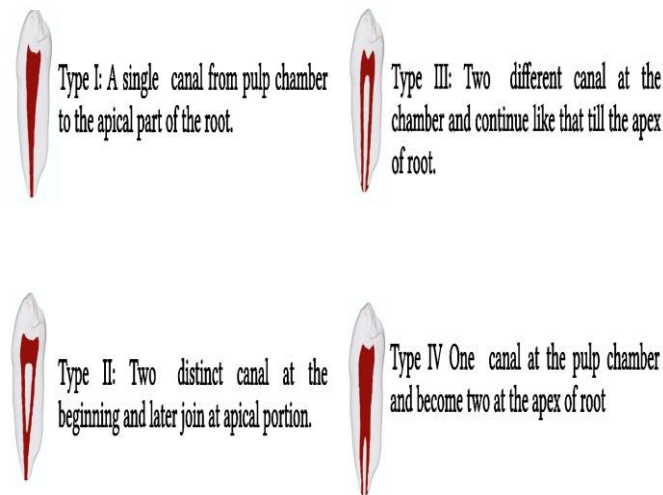 Type I: A single canal from pulp chamber
to the apical part of the root.
Type III: Two different canal at the
chamber and continue like that till the apex
of root.
Type II: Two distinct canal at the
beginning and later join at apical portion.
Type IV One canal at the pulp chamber
and become two at the apex of root